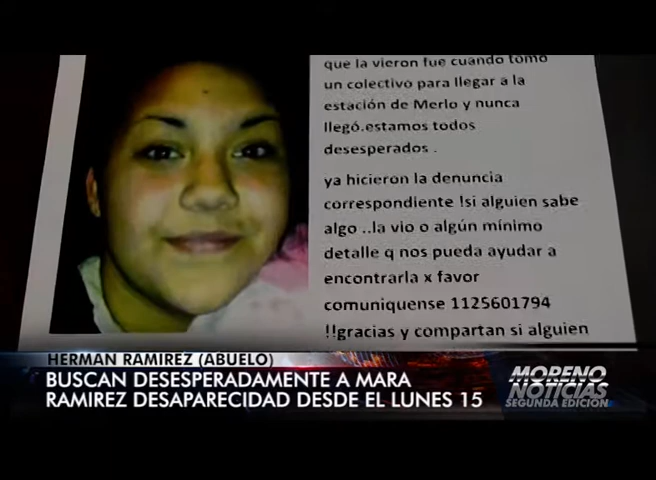 que la vieron fue cuando tomo
un colectivo para llegar a la
estación de Merlo y nunca
llegó.estamos todos
desesperados .
ya hicieron la denuncia
correspondiente !si alguien sabe
algo ..la vio o algún mínimo
detalle q nos pueda ayudar a
encontrarla x favor
comuniquense 1125601794
!!gracias y compartan si alguien
HERMAN RAMIREZ (ABUELO)
BUSCAN DESESPERADAMENTE A MARA
RAMIREZ DESAPARECIDAD DESDE EL LUNES 15
MORENO
NOTICIAS
SEGUNDA EDICION